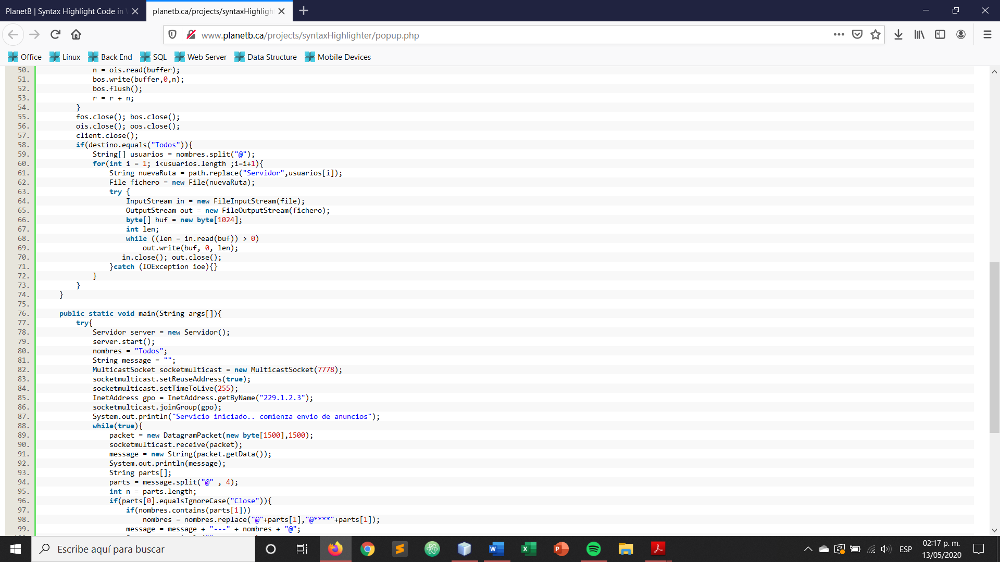 PlanetB | Syntax Highlight Code in
planetb.ca/projects/syntaxHighligh
www.planetb.ca/projects/syntaxHighlighter/popup.php
Office Linux Back End SQL Web Server Data Structure Mobile Devices
50. n = ois.read(buffer);
51. bos.write(buffer,0,n);
52. bos.flush();
53. r = r + n;
54. }
55. fos.close(); bos.close();
56. ois.close(); oos.close();
57. client.close();
58. if(destino.equals("Todos")){
59. String[] usuarios = nombres.split("@");
60. for(int i = 1; i<usuarios.length ;i=i+1){
61. String nuevaRuta = path.replace("Servidor",usuarios[i]);
62. File fichero = new File(nuevaRuta);
63. try {
64. InputStream in = new FileInputStream(file);
65. OutputStream out = new FileOutputStream(fichero);
66. byte[] buf = new byte[1024];
67. int len;
68. while ((len = in.read(buf)) > 0)
69. out.write(buf, 0, len);
70. in.close(); out.close();
71. }catch (IOException ioe){}
72. }
73. }
74. }
75.
76. public static void main(String args[]){
77. try{
78. Servidor server = new Servidor();
79. server.start();
80. nombres = "Todos";
81. String message = "";
82. MulticastSocket socketmulticast = new MulticastSocket(7778);
83. socketmulticast.setReuseAddress(true);
84. socketmulticast.setTimeToLive(255);
85. InetAddress gpo = InetAddress.getByName("229.1.2.3");
86. socketmulticast.joinGroup(gpo);
87. System.out.println("Servicio iniciado.. comienza envio de anuncios");
88. while(true){
89. packet = new DatagramPacket(new byte[1500],1500);
90. socketmulticast.receive(packet);
91. message = new String(packet.getData());
92. System.out.println(message);
93. String parts[];
94. parts = message.split("@" , 4);
95. int n = parts.length;
96. if(parts[0].equalsIgnoreCase("Close")){
97. if(nombres.contains(parts[1]))
98. nombres = nombres.replace("@"+parts[1],"@****"+parts[1]);
99. message = message + "---" + nombres + "@";
Escribe aquí para buscar
ESP
02:17 p. m.
13/05/2020